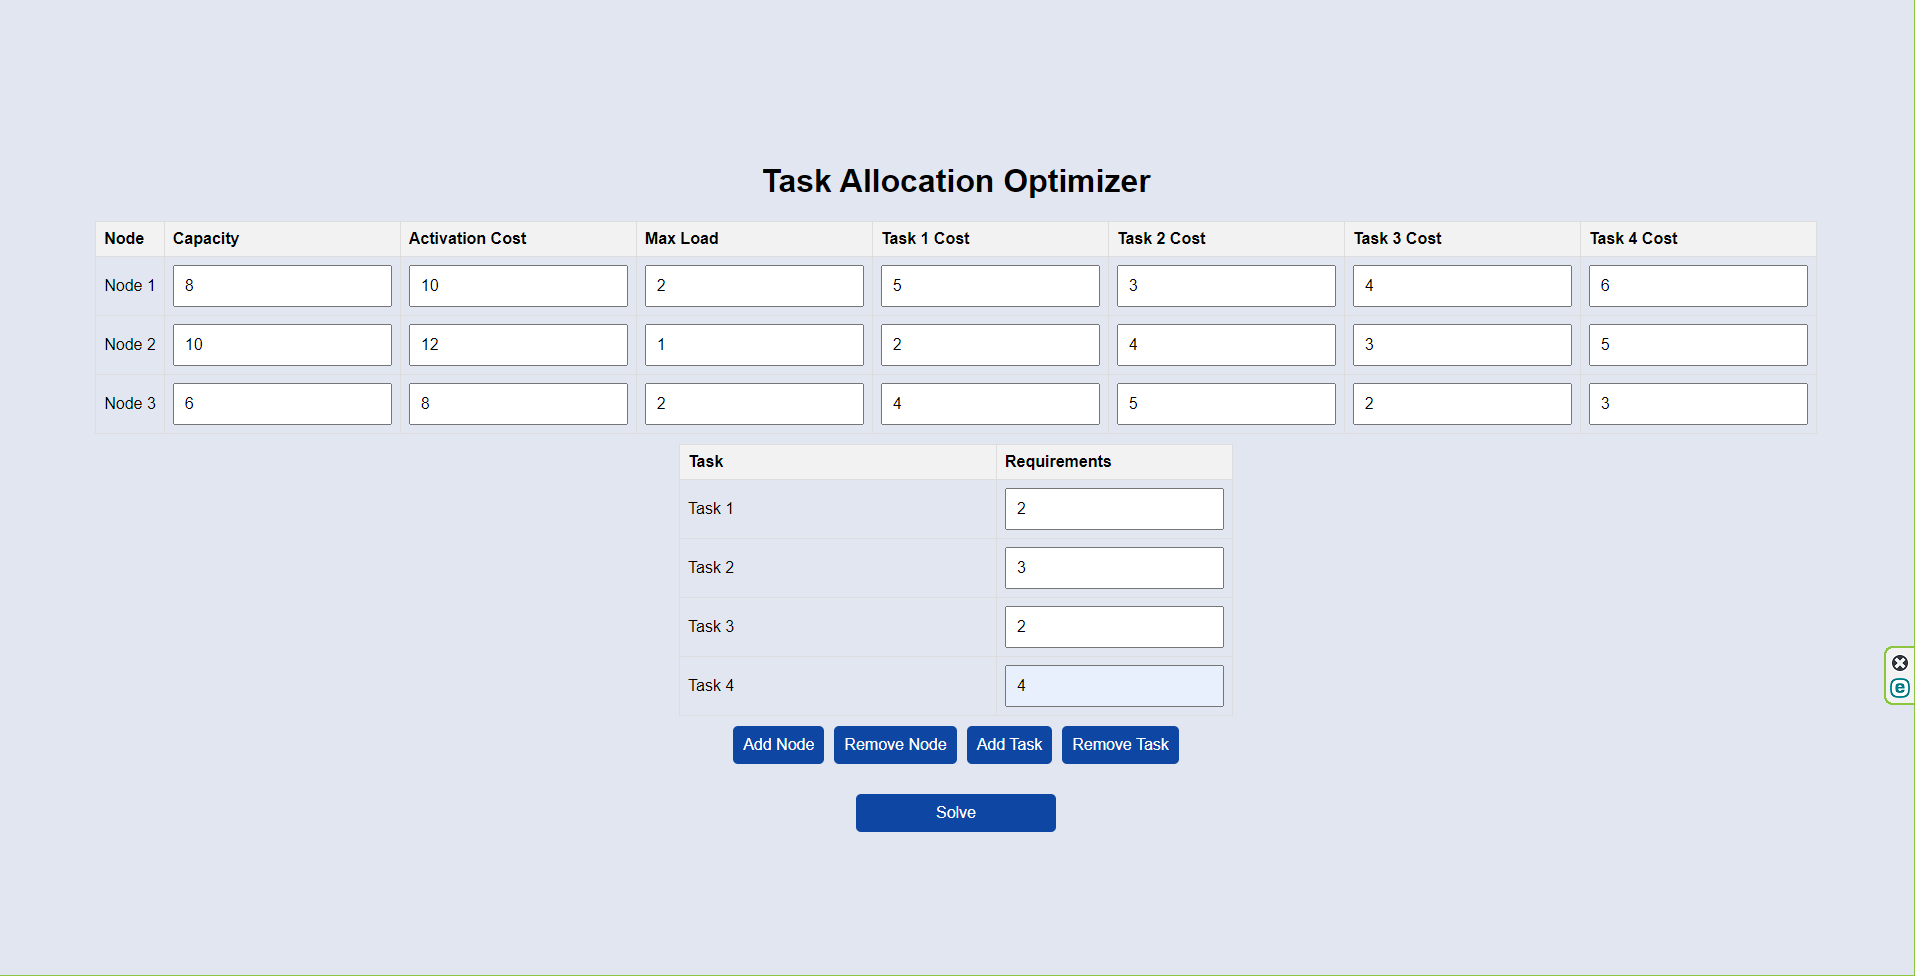 Task Allocation Optimizer
Node Capacity Activation Cost Max Load Task 1 Cost Task 2 Cost Task 3 Cost Task 4 Cost
Node 1 8 10 2 5 3 4 6
Node 2 10 12 1 2 4 3 5
Node 3 6 8 2 4 5 2 3
Task Requirements
Task 1 2
Task 2 3
Task 3 2
Task 4 4
Add Node Remove Node Add Task Remove Task
e
Solve